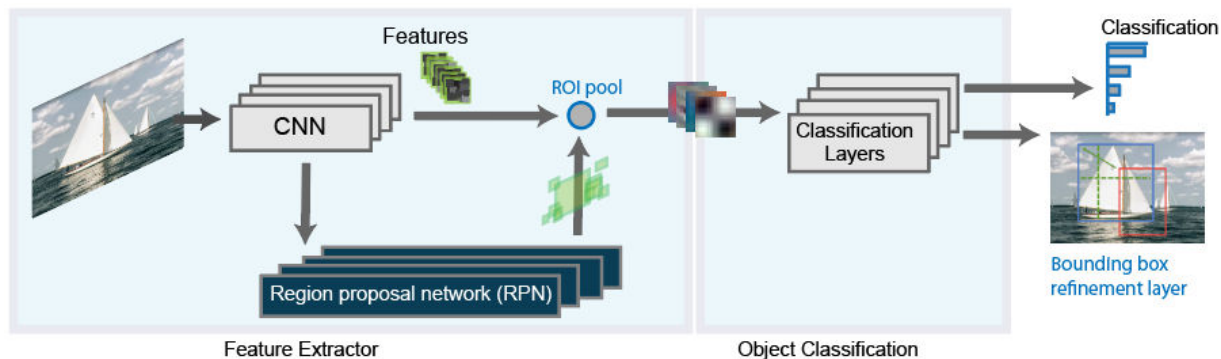 Features
Classification
ROI pool
CNN
Classification
Layers
Region proposal network (RPN)
Bounding box
refinement layer
Feature Extractor
Object Classification